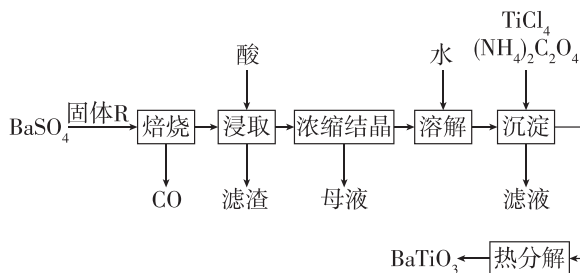 TiCl₄
酸 水 (NH₄)₂C₂O₄
BaSO₄ 固体R 焙烧 浸取 浓缩结晶 溶解 沉淀
CO 滤渣 母液 滤液
BaTiO₃ 热分解